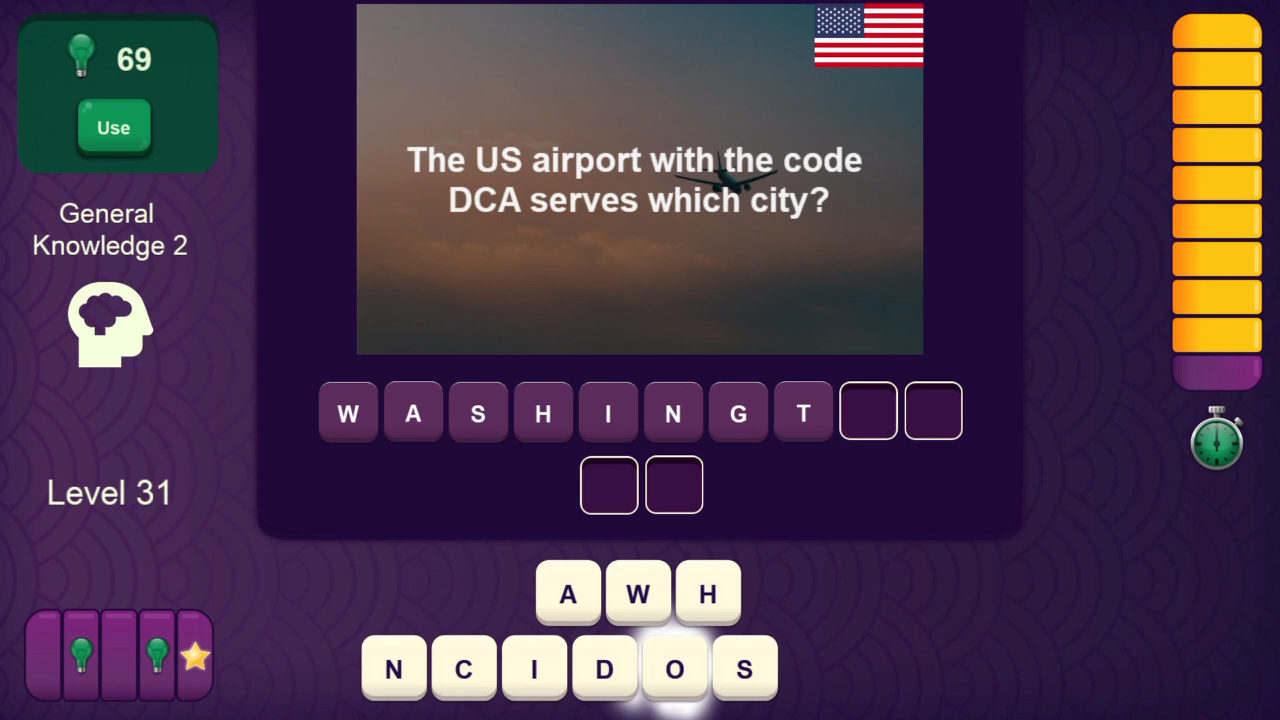 69
Use
General
Knowledge 2
Level 31
The US airport with the code
DCA serves which city?
W A S H I N G T
A W H
N C I D O S